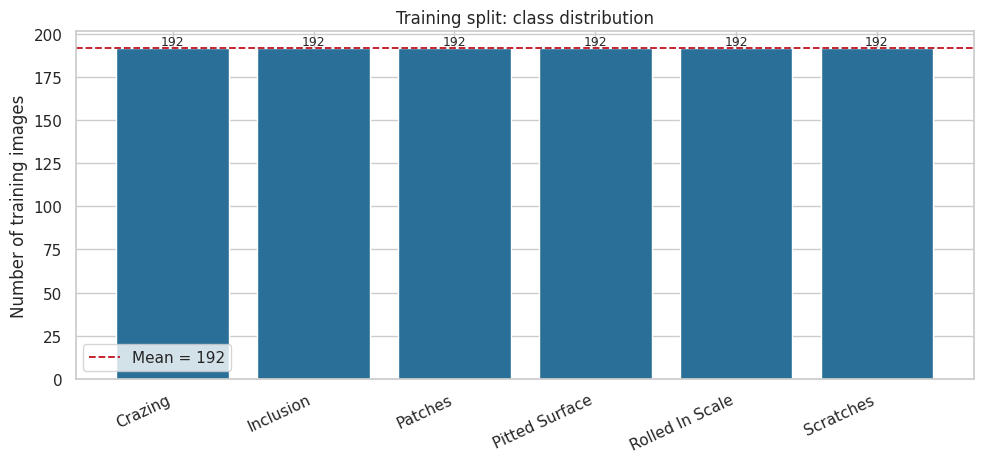 Training split: class distribution
Number of training images
200
175
150
125
100
75
50
25
0
192 192 192 192 192 192
Mean = 192
Crazing Inclusion Patches Pitted Surface Rolled In Scale Scratches